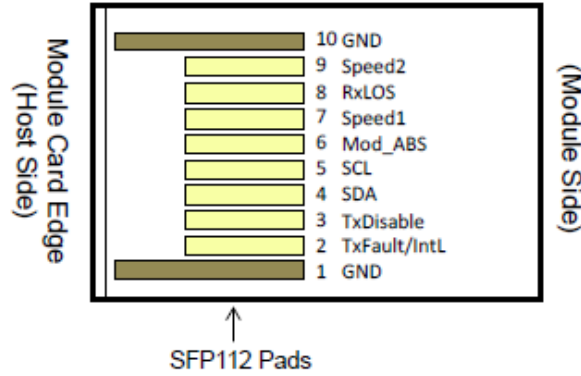 Module Card Edge
(Host Side)
10 GND
9 Speed2
8 RxLOS
7 Speed1
6 Mod_ABS
5 SCL
4 SDA
3 TxDisable
2 TxFault/IntL
1 GND
(Module Side)
SFP112 Pads